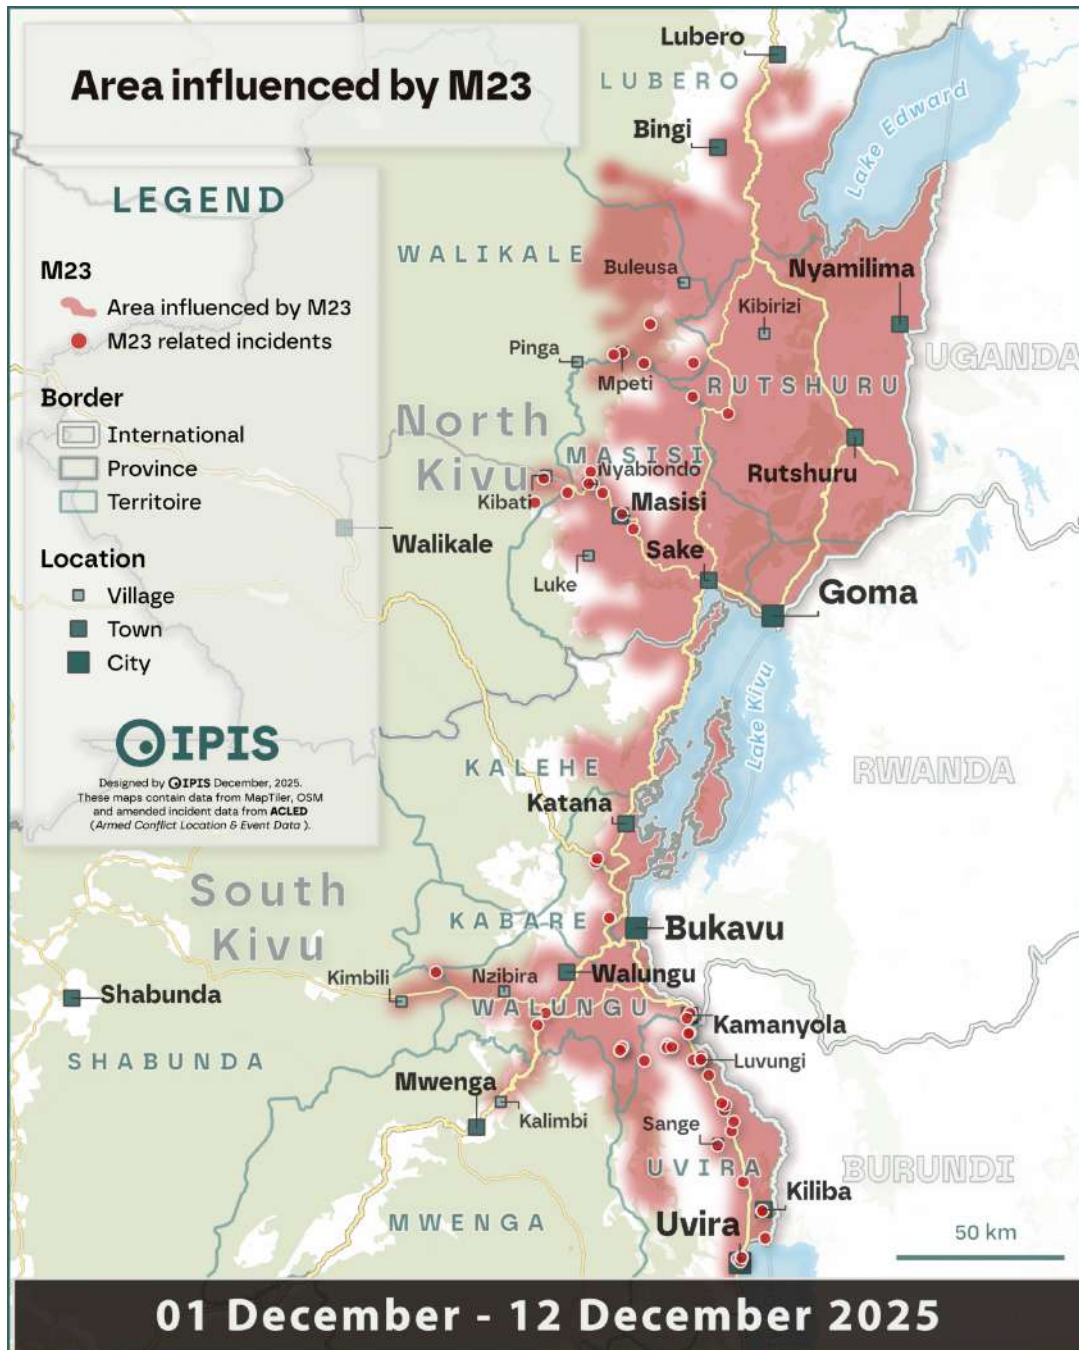 Area influenced by M23
LEGEND
M23
Area influenced by M23
M23 related incidents
Border
International
Province
Territoire
Location
Village
Town
City
IPIS
Designed by IPIS December, 2025.
These maps contain data from MapTiler, OSM
and amended incident data from ACLED
(Armed Conflict Location & Event Data ).
Lubero
LUBERO
Bingi
Lake Edward
WALIKALE
Buleusa
Nyamilima
Kibirizi
UGANDA
Pinga
Mpeti
RUTSHURU
North
Kivu
MASISI
Nyabiondo
Rutshuru
Kibati
Masisi
Walikale
Sake
Luke
Goma
Lake Kivu
KALEHE
RWANDA
Katana
South
Kivu
KABARE
Bukavu
Kimbili
Nzibira
Walungu
Shabunda
WALUNGU
Kamanyola
SHABUNDA
Luvungi
Mwenga
Kalimbi
Sange
UVIRA
BURUNDI
Kiliba
MWENGA
Uvira
50 km
01 December - 12 December 2025